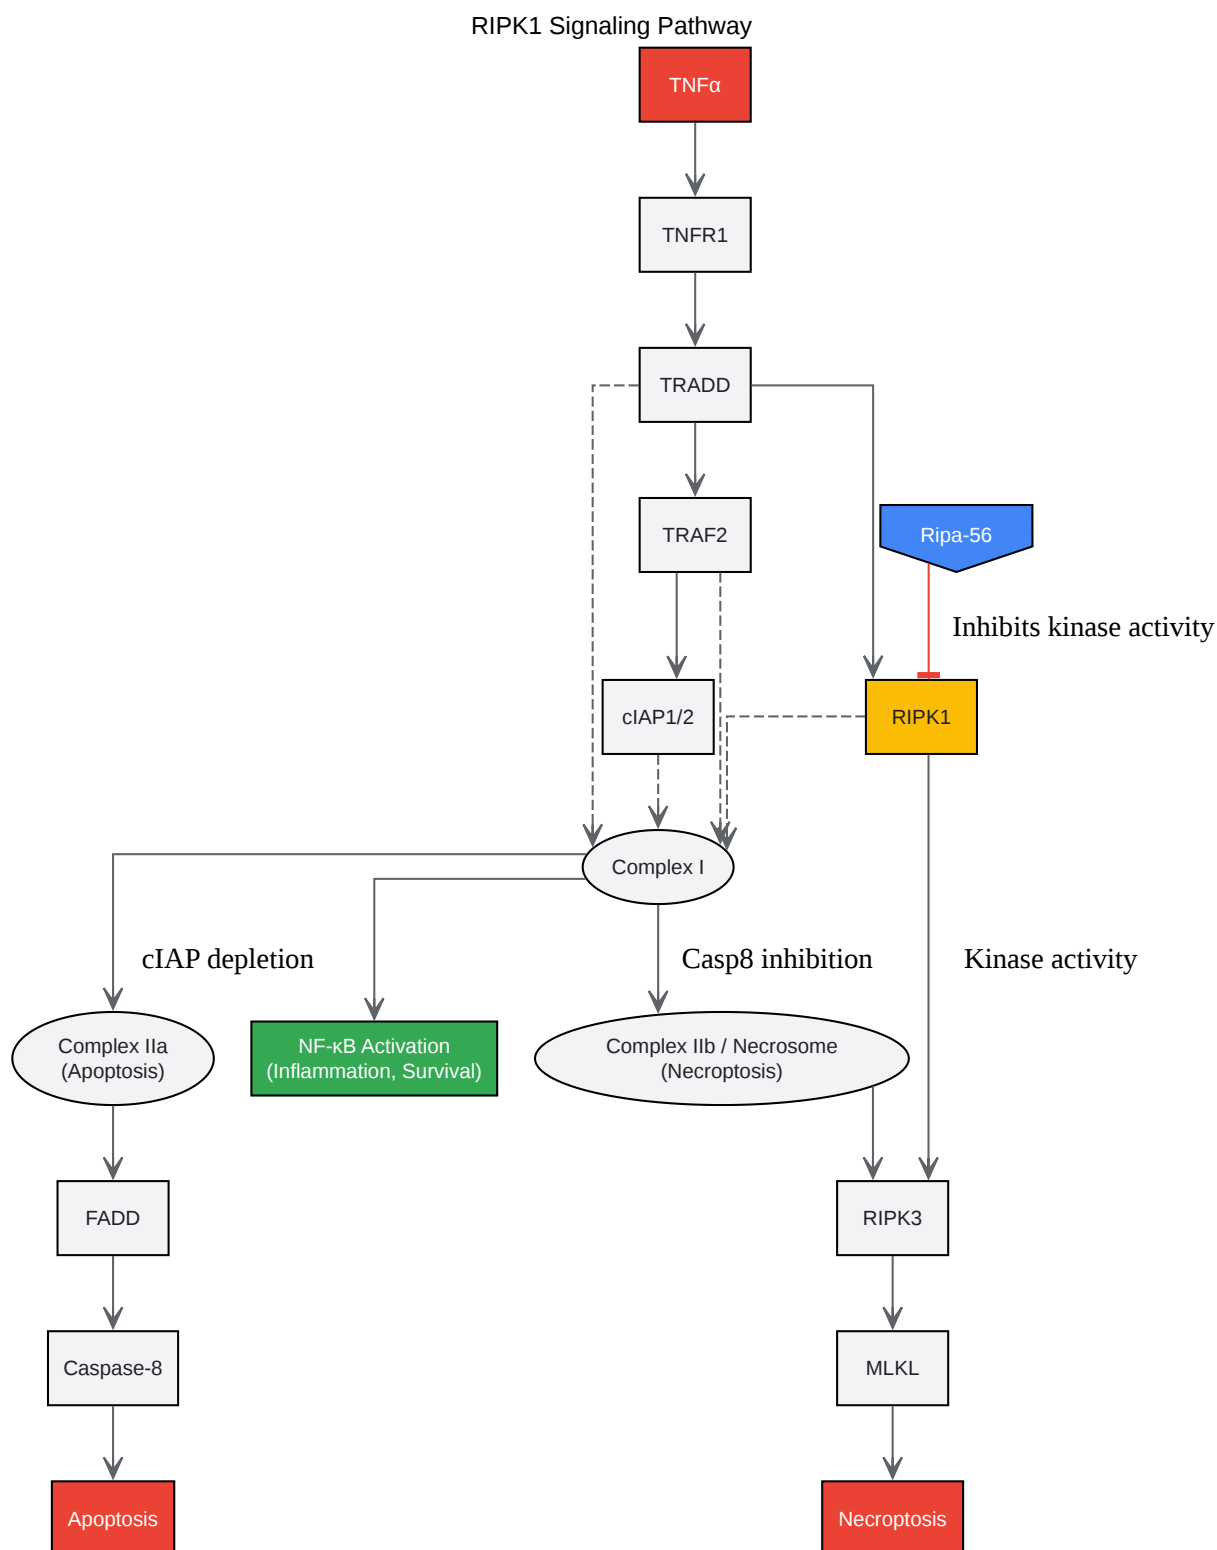 RIPK1 Signaling Pathway
TNFα
TNFR1
TRADD
TRAF2
Ripa-56
Inhibits kinase activity
cIAP1/2
RIPK1
Complex I
cIAP depletion
Casp8 inhibition
Kinase activity
Complex IIa
(Apoptosis)
NF-κB Activation
(Inflammation, Survival)
Complex IIb / Necrosome
(Necroptosis)
FADD
RIPK3
Caspase-8
MLKL
Apoptosis
Necroptosis